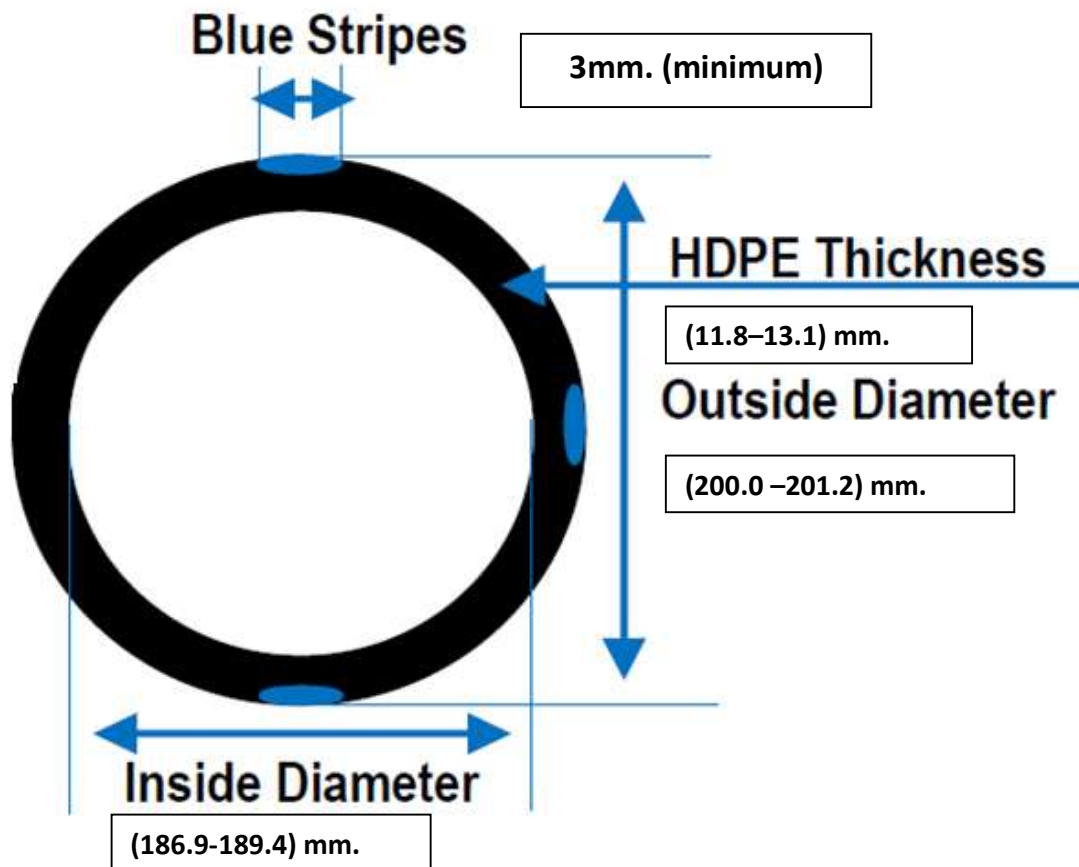 Blue Stripes
3mm. (minimum)
HDPE Thickness
(11.8–13.1) mm.
Outside Diameter
(200.0 –201.2) mm.
Inside Diameter
(186.9-189.4) mm.